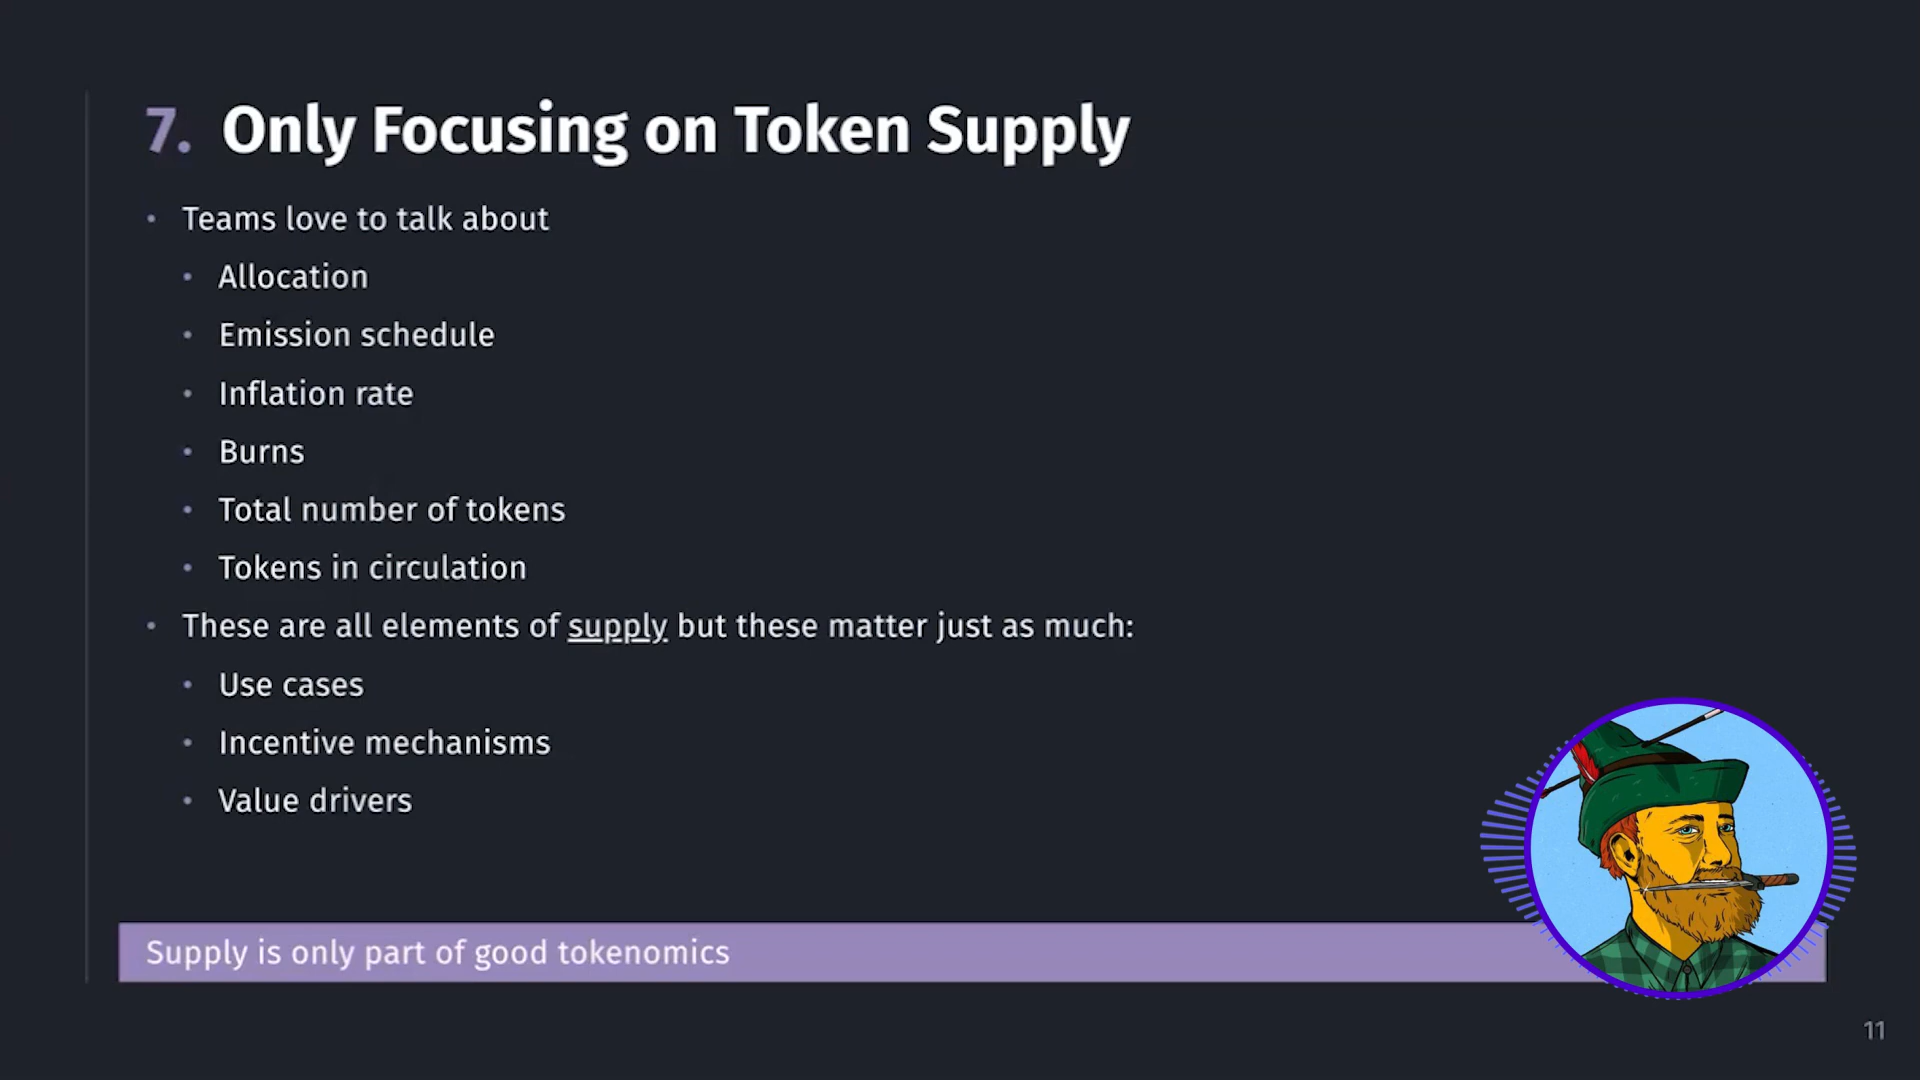 7. Only Focusing on Token Supply
• Teams love to talk about
• Allocation
• Emission schedule
• Inflation rate
• Burns
• Total number of tokens
• Tokens in circulation
• These are all elements of supply but these matter just as much:
• Use cases
• Incentive mechanisms
• Value drivers
Supply is only part of good tokenomics
11